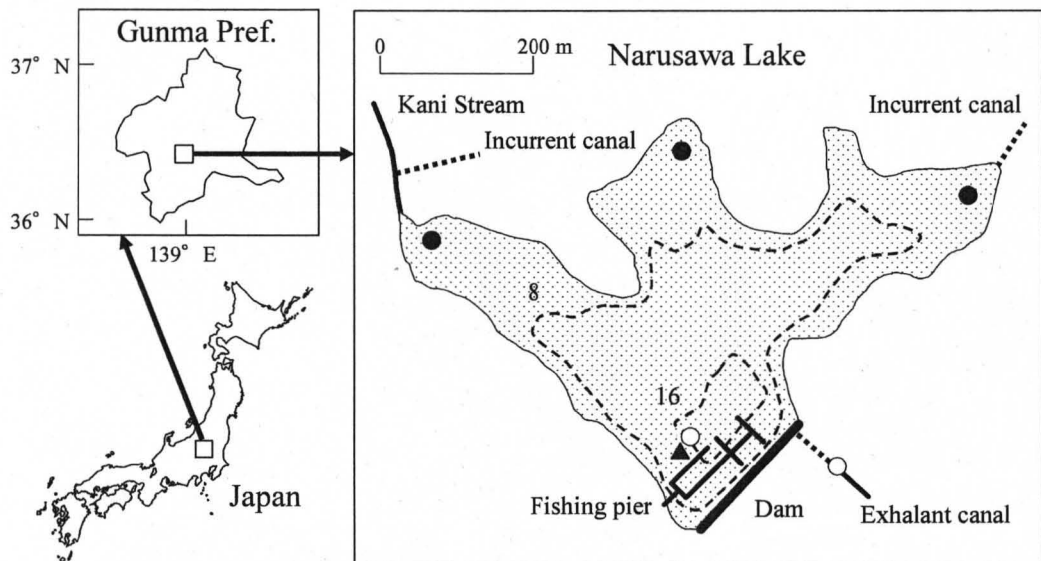 Gunma Pref.
37° N
36° N
139° E
Japan
0
200 m
Narusawa Lake
Kani Stream
Incurrent canal
Incurrent canal
8
16
Fishing pier
Dam
Exhalant canal